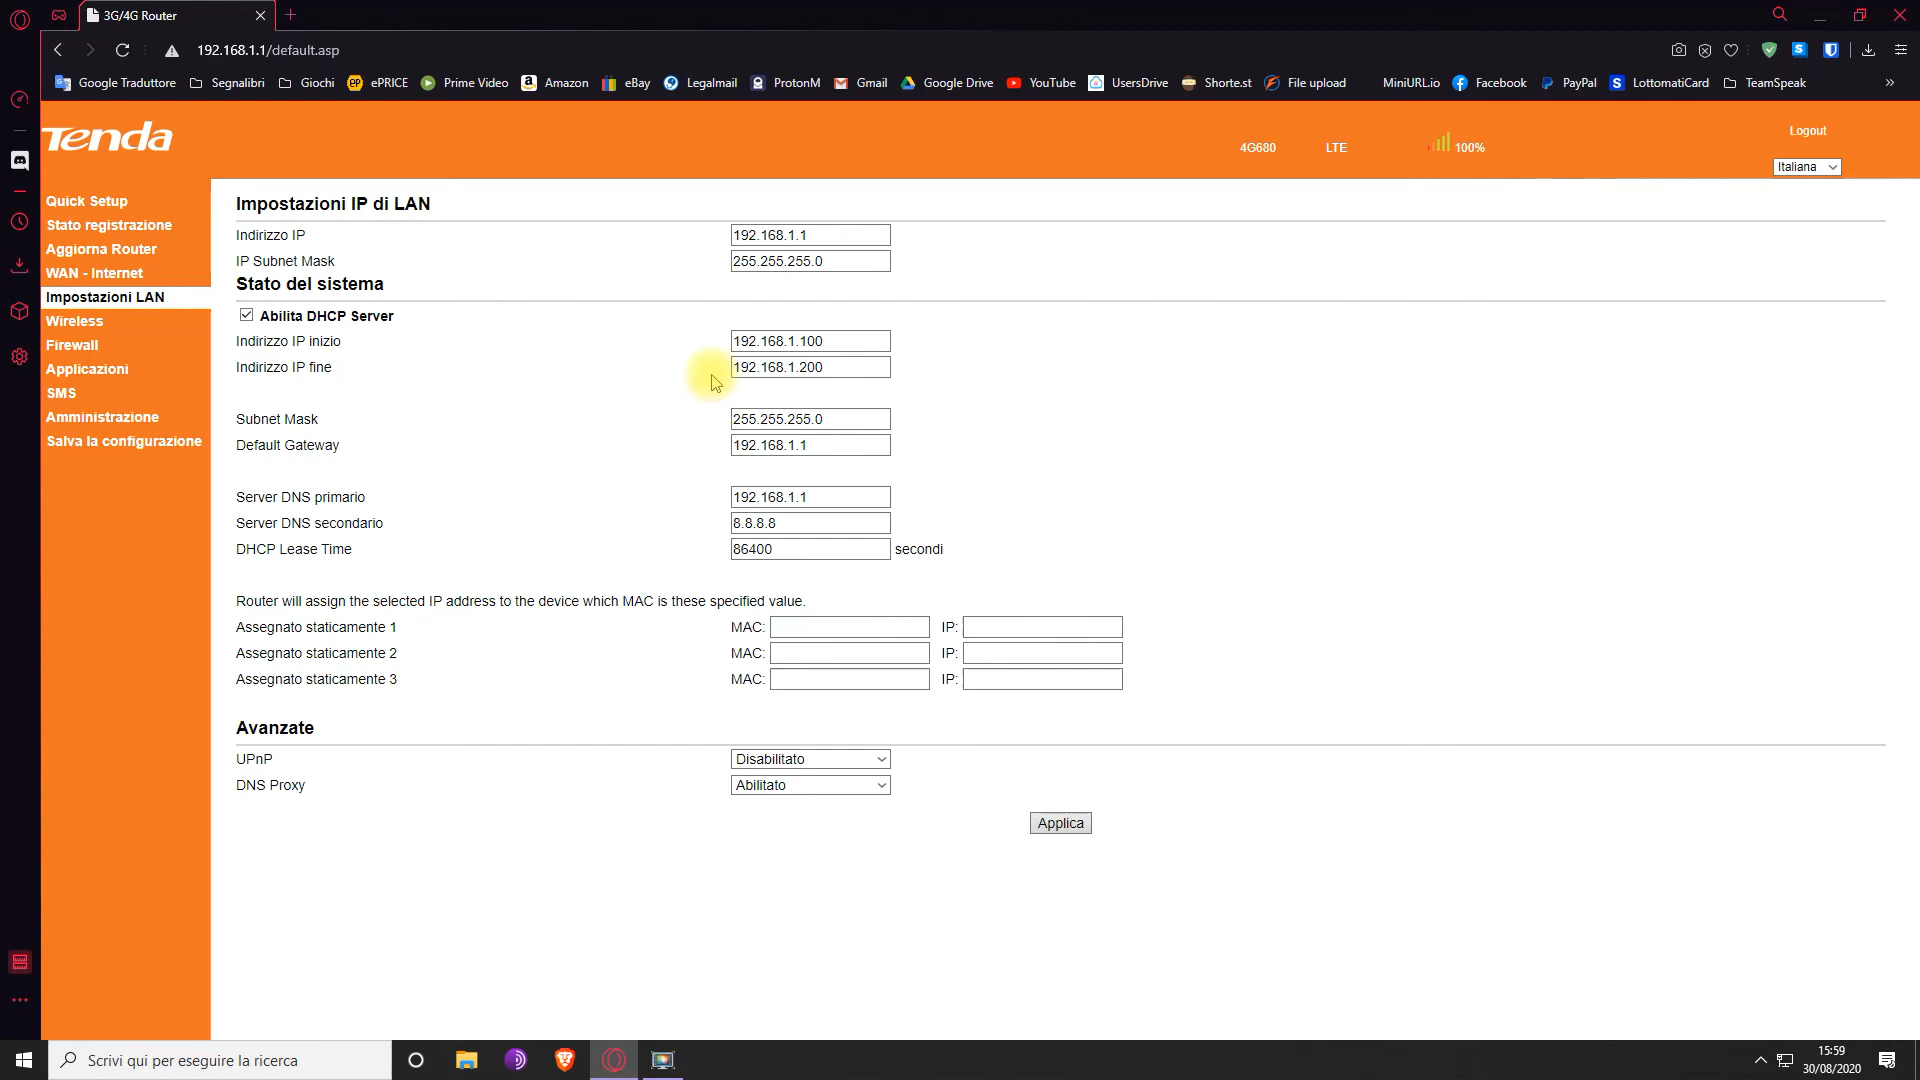 3G/4G Router
192.168.1.1/default.asp
Google Traduttore Segnalibri Giochi ePRICE Prime Video Amazon eBay Legalmail ProtonM Gmail Google Drive YouTube UsersDrive Shorte.st File upload MiniURL.io Facebook PayPal LottomatiCard TeamSpeak »
Tenda
4G680 LTE 100%
Logout
Italiana
Quick Setup
Stato registrazione
Aggiorna Router
WAN - Internet
Impostazioni LAN
Wireless
Firewall
Applicazioni
SMS
Amministrazione
Salva la configurazione
Impostazioni IP di LAN
Indirizzo IP 192.168.1.1
IP Subnet Mask 255.255.255.0
Stato del sistema
Abilita DHCP Server
Indirizzo IP inizio 192.168.1.100
Indirizzo IP fine 192.168.1.200
Subnet Mask 255.255.255.0
Default Gateway 192.168.1.1
Server DNS primario 192.168.1.1
Server DNS secondario 8.8.8.8
DHCP Lease Time 86400 secondi
Router will assign the selected IP address to the device which MAC is these specified value.
Assegnato staticamente 1 MAC: IP:
Assegnato staticamente 2 MAC: IP:
Assegnato staticamente 3 MAC: IP:
Avanzate
UPnP Disabilitato
DNS Proxy Abilitato
Applica
Scrivi qui per eseguire la ricerca
15:59
30/08/2020